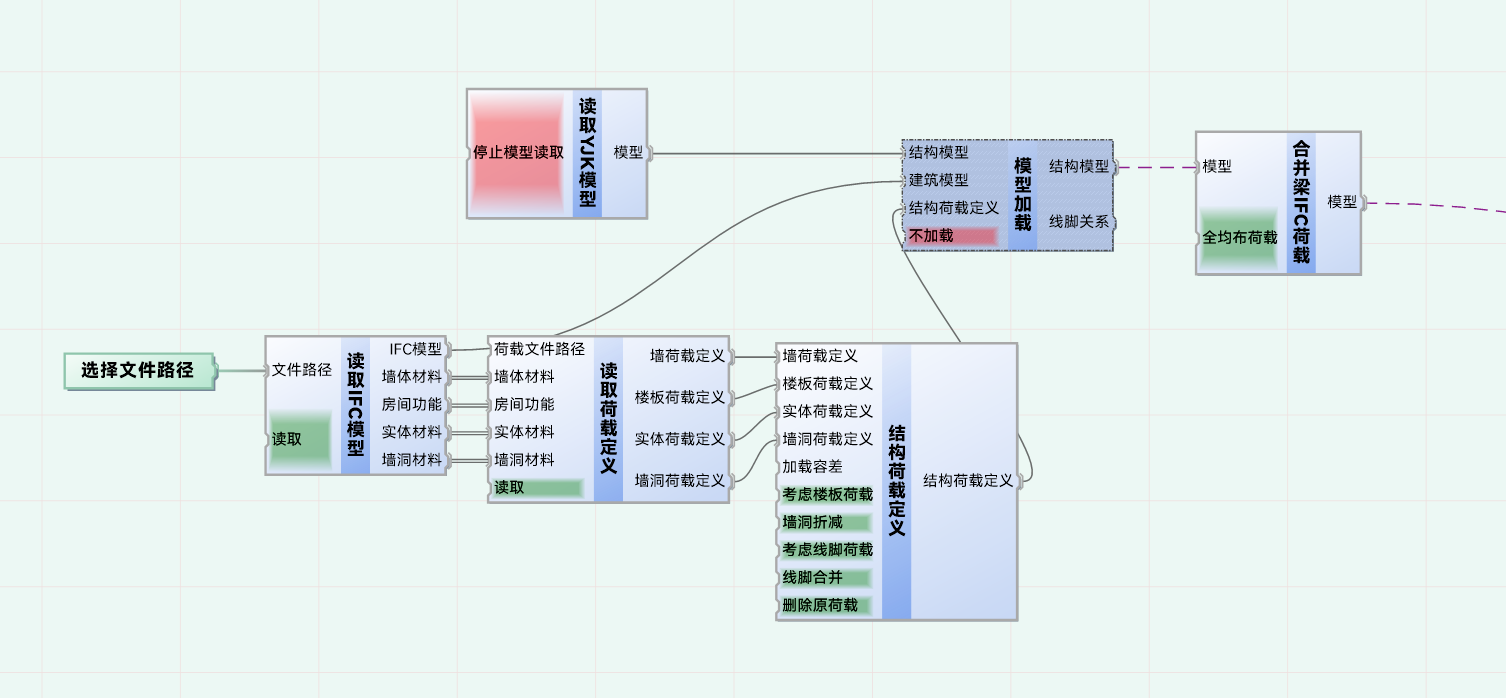 停止模型读取
读取YJK模型
模型
结构模型
建筑模型
结构荷载定义
不加载
模型加载
结构模型
线脚关系
模型
全均布荷载
合并梁IFC荷载
模型
选择文件路径
文件路径
读取
读取IFC模型
IFC模型
墙体材料
房间功能
实体材料
墙洞材料
荷载文件路径
墙体材料
房间功能
实体材料
墙洞材料
读取
读取荷载定义
墙荷载定义
楼板荷载定义
实体荷载定义
墙洞荷载定义
墙荷载定义
楼板荷载定义
实体荷载定义
墙洞荷载定义
加载容差
考虑楼板荷载
墙洞折减
考虑线脚荷载
线脚合并
删除原荷载
结构荷载定义
结构荷载定义